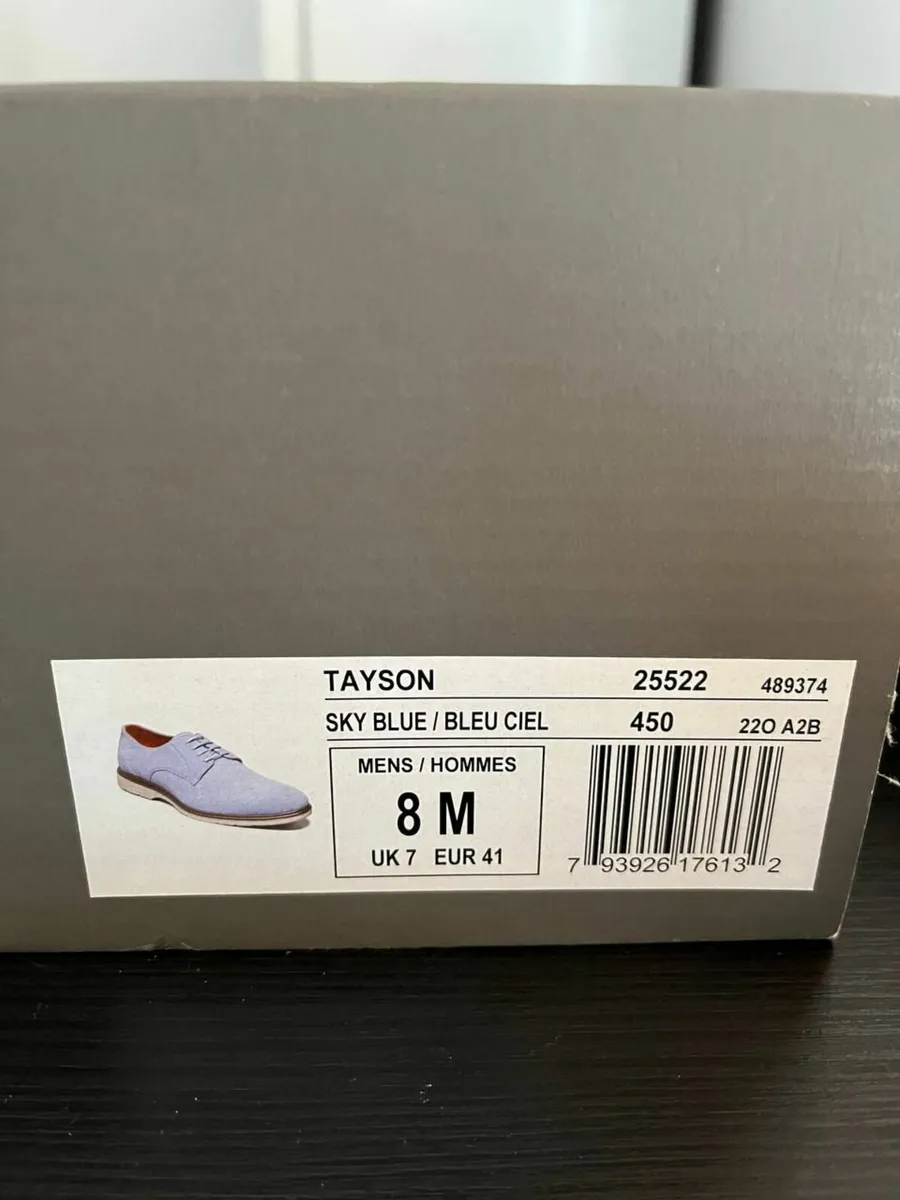 TAYSON 25522 489374
SKY BLUE / BLEU CIEL 450 22O A2B
MENS / HOMMES
8 M
UK 7 EUR 41
7 93926 17613 2